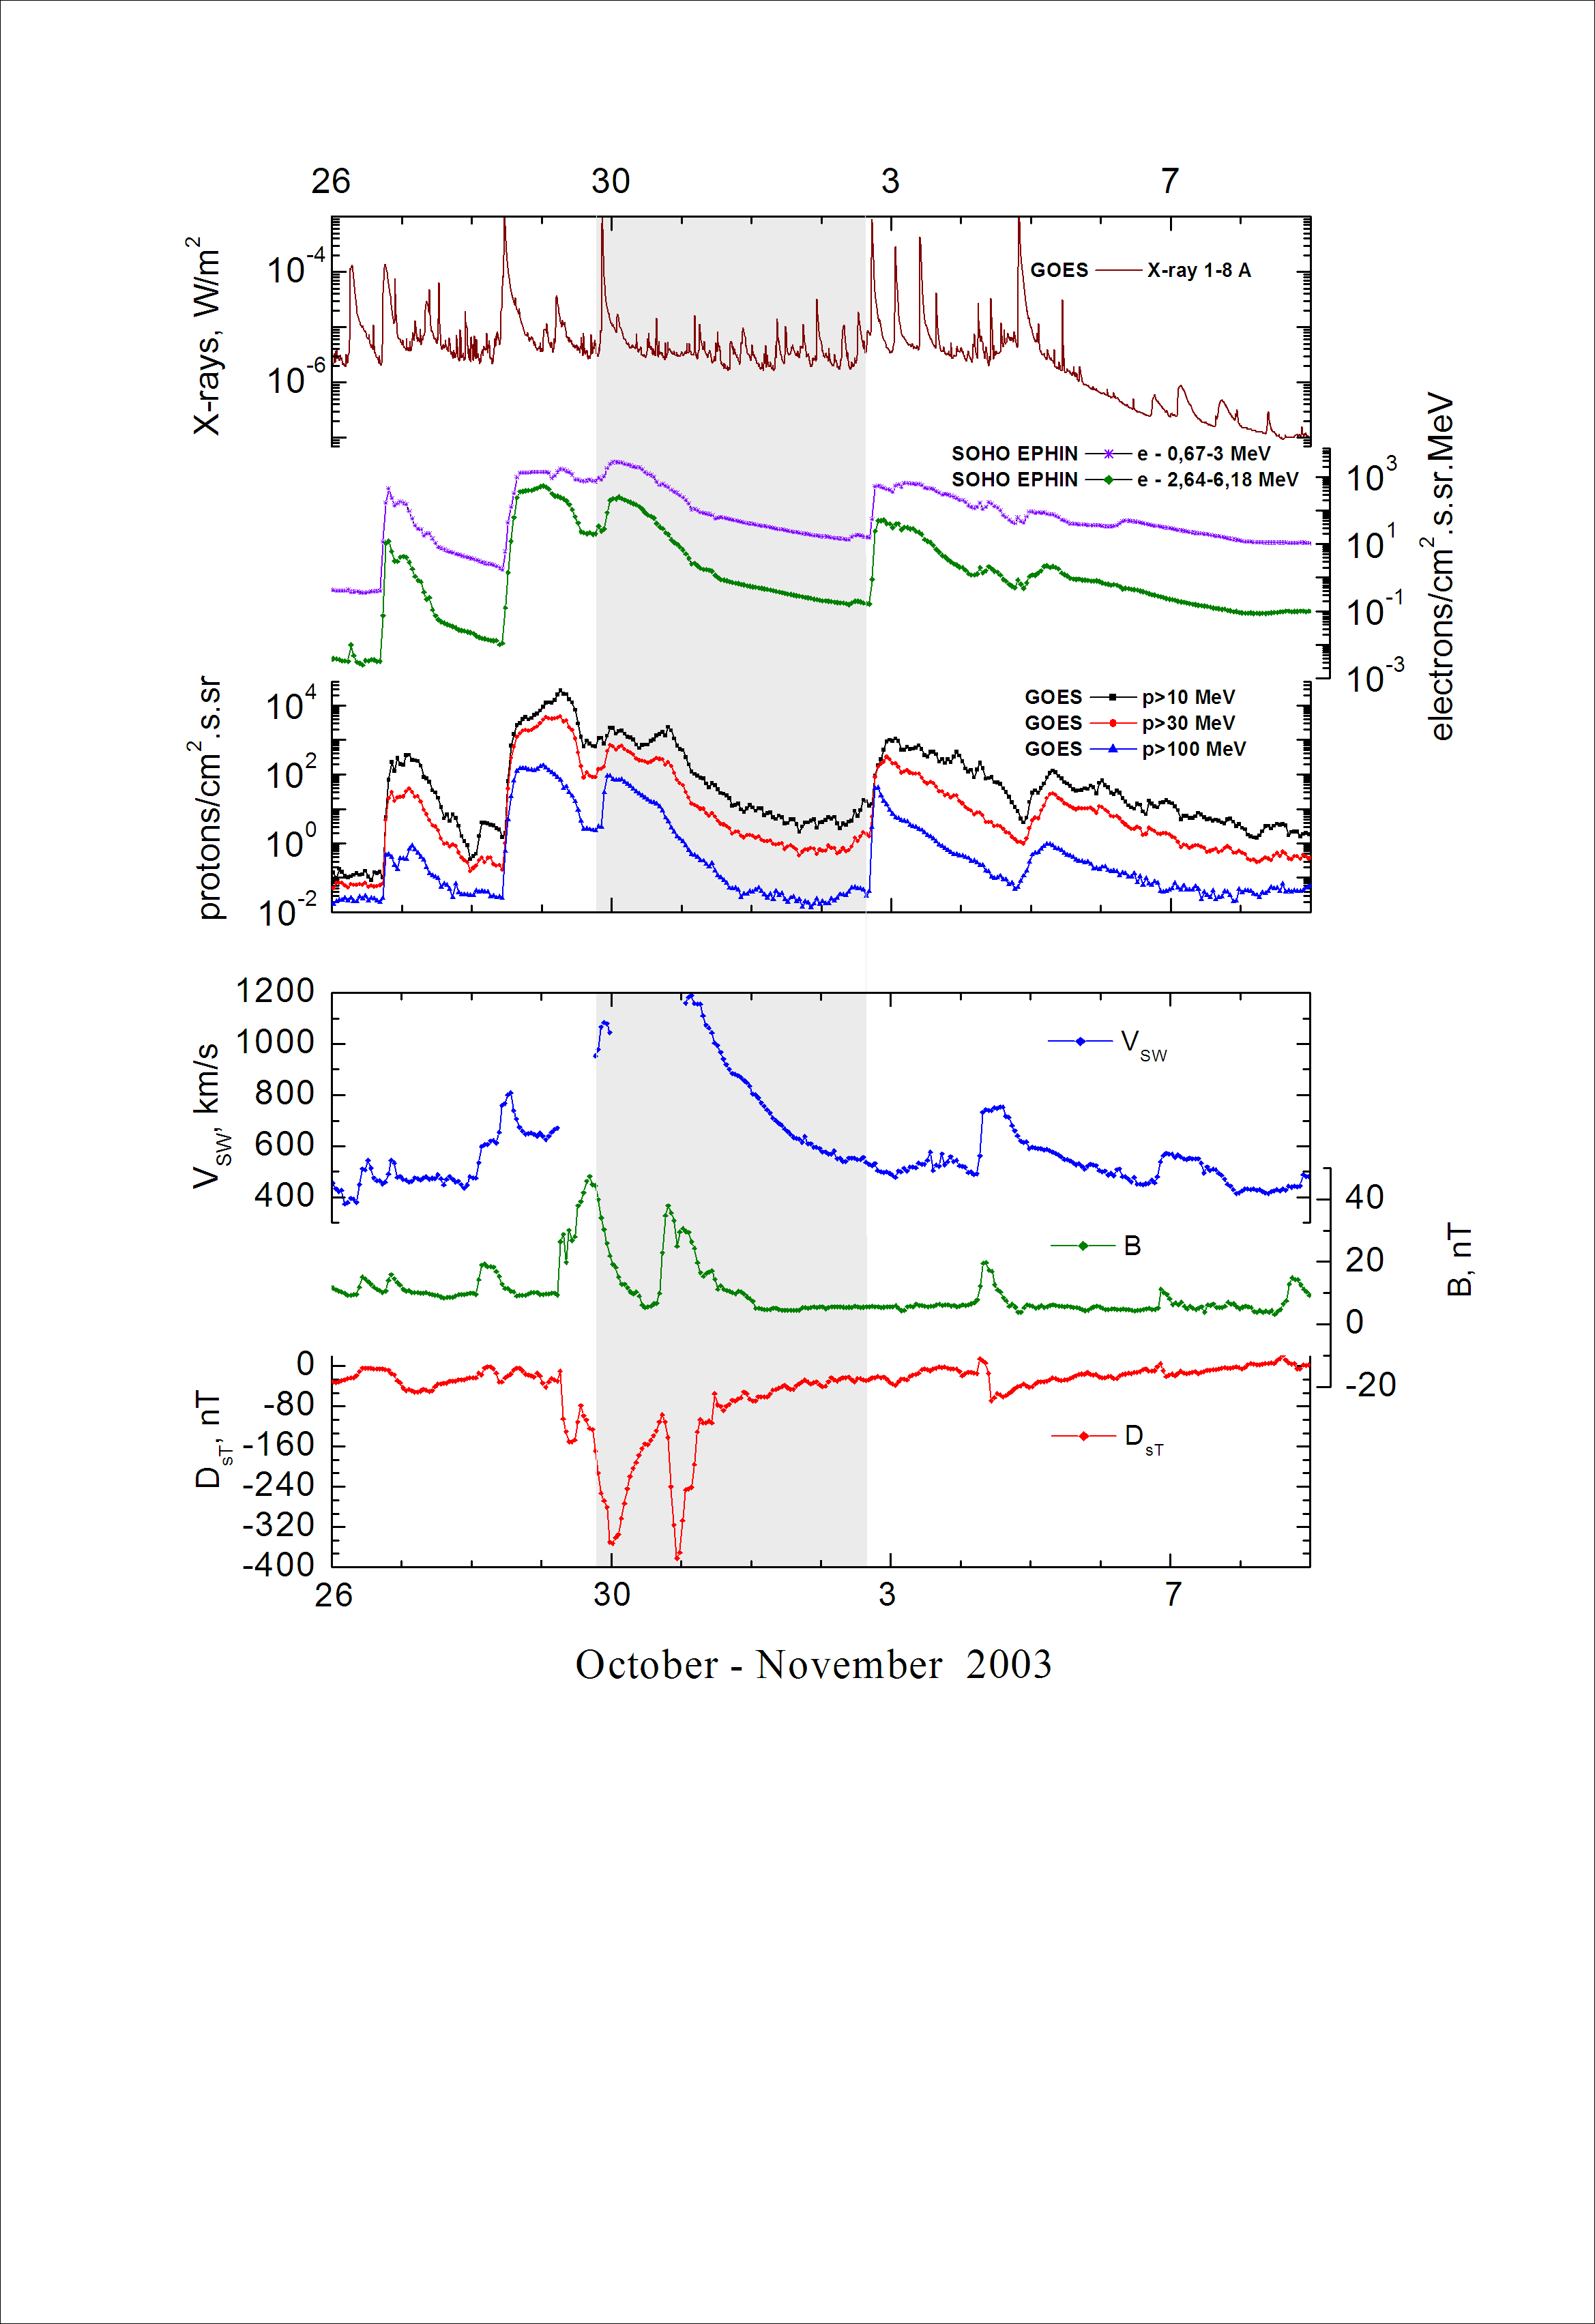 26 30 3 7
X-rays, W/m²
10⁻⁴
10⁻⁶
GOES X-ray 1-8 A
SOHO EPHIN e - 0,67-3 MeV
SOHO EPHIN e - 2,64-6,18 MeV
10³
10¹
10⁻¹
10⁻³
electrons/cm².s.sr.MeV
protons/cm².s.sr
10⁴
10²
10⁰
10⁻²
GOES p>10 MeV
GOES p>30 MeV
GOES p>100 MeV
V_SW, km/s
1200
1000
800
600
400
V_SW
B
40
20
0
-20
B, nT
D_sT, nT
0
-80
-160
-240
-320
-400
D_sT
26 30 3 7
October - November 2003